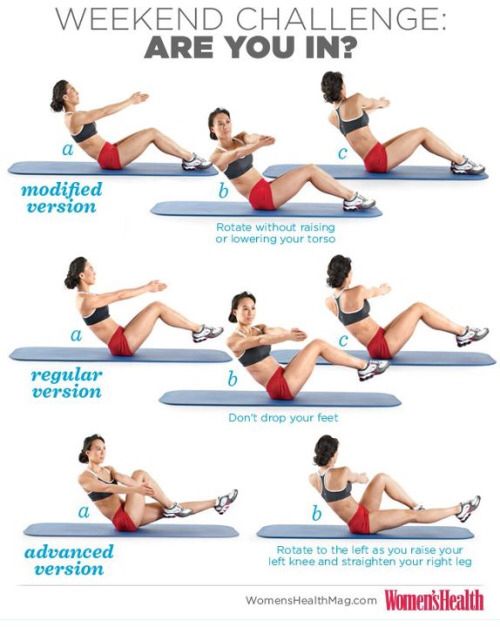 WEEKEND CHALLENGE:
ARE YOU IN?
a
b
c
modified
version
Rotate without raising
or lowering your torso
a
b
c
regular
version
Don't drop your feet
a
b
advanced
version
Rotate to the left as you raise your
left knee and straighten your right leg
WomensHealthMag.com Women'sHealth